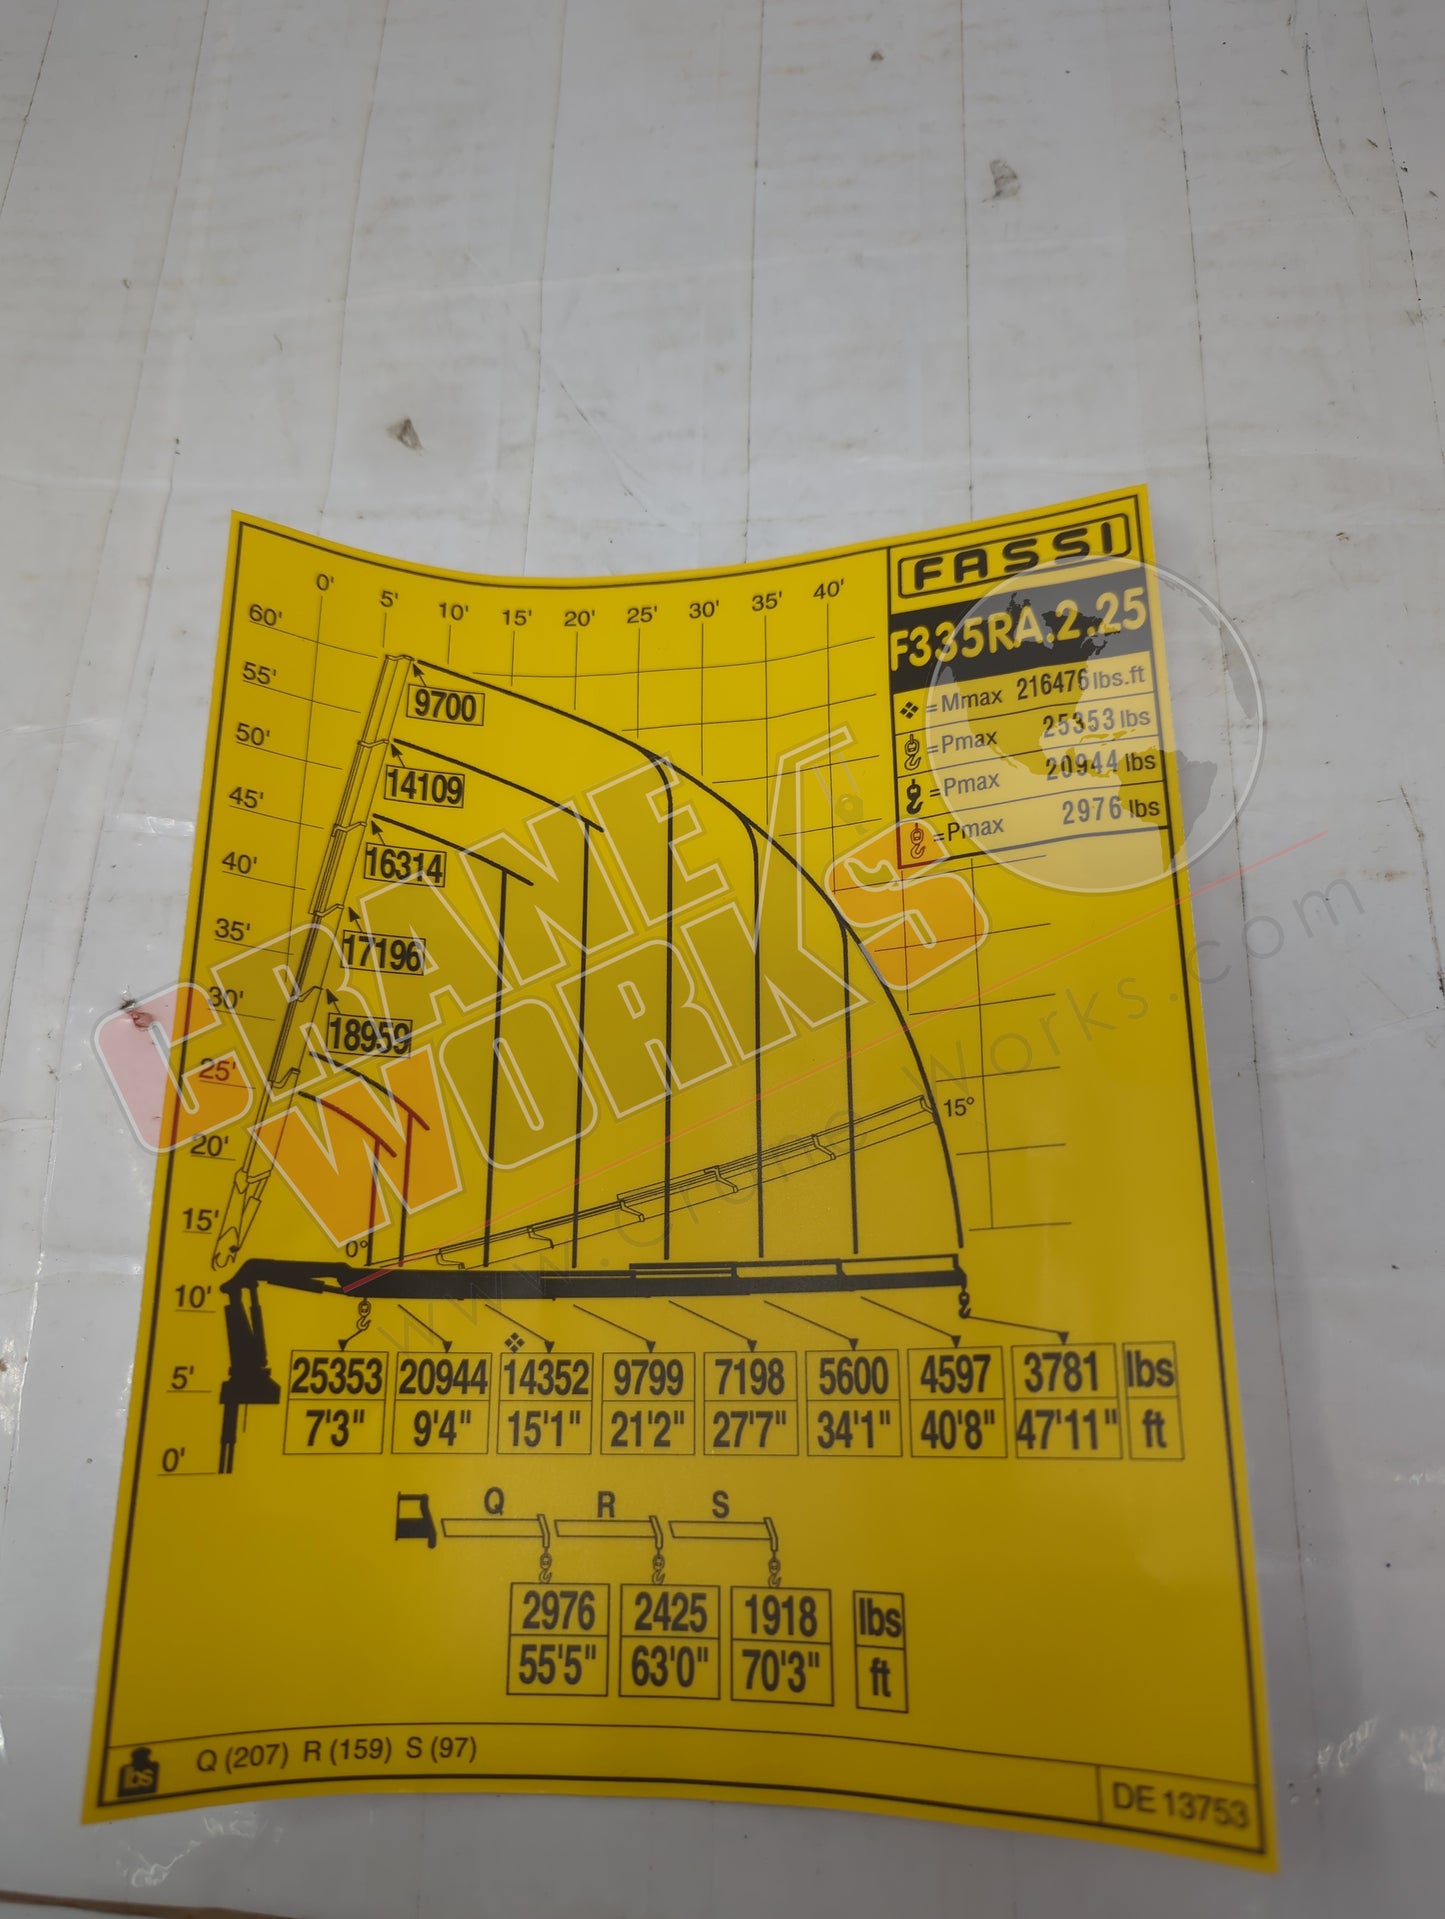 FASSI
F335RA.2.25
=Mmax 216476 lbs.ft
=Pmax 25353 lbs
=Pmax 20944 lbs
=Pmax 2976 lbs
0' 5' 10' 15' 20' 25' 30' 35' 40'
60'
55'
50'
45'
40'
35'
30'
25'
20'
15'
10'
5'
0'
9700
14109
16314
17196
18959
CRANE
WORKS
www.CraneWorks.com
15°
0°
25353 20944 14352 9799 7198 5600 4597 3781 lbs
7'3" 9'4" 15'1" 21'2" 27'7" 34'1" 40'8" 47'11" ft
Q R S
2976 2425 1918 lbs
55'5" 63'0" 70'3" ft
lbs Q (207) R (159) S (97)
DE 13753